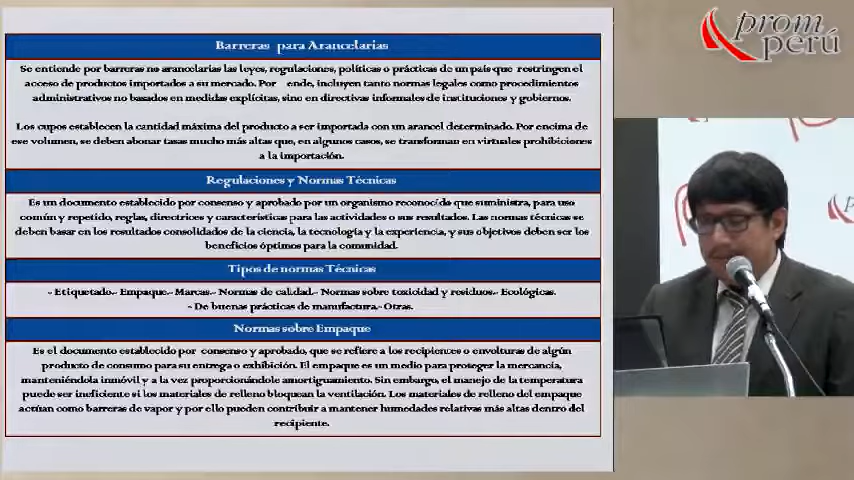 Barreras para Arancelarias
Se entiende por barreras no arancelarias las leyes, regulaciones, políticas o prácticas de un país que restringen el
acceso de productos importados a su mercado. Por ende, incluyen tanto normas legales como procedimientos
administrativos no basados en medidas explícitas, sino en directivas informales de instituciones y gobiernos.
Los cupos establecen la cantidad máxima del producto a ser importada con un arancel determinado. Por encima de
ese volumen, se deben abonar tasas mucho más altas que, en algunos casos, se transforman en virtuales prohibiciones
a la importación.
Regulaciones y Normas Técnicas
Es un documento establecido por consenso y aprobado por un organismo reconocido que suministra, para uso
común y repetido, reglas, directrices y características para las actividades o sus resultados. Las normas técnicas se
deben basar en los resultados consolidados de la ciencia, la tecnología y la experiencia, y sus objetivos deben ser los
beneficios óptimos para la comunidad.
Tipos de normas Técnicas
- Etiquetado.- Empaque.- Marcas.- Normas de calidad.- Normas sobre toxicidad y residuos.- Ecológicas.
- De buenas prácticas de manufactura.- Otras.
Normas sobre Empaque
Es el documento establecido por consenso y aprobado, que se refiere a los recipientes o envolturas de algún
producto de consumo para su entrega o exhibición. El empaque es un medio para proteger la mercancía,
manteniéndola inmóvil y a la vez proporcionándole amortiguamiento. Sin embargo, el manejo de la temperatura
puede ser ineficiente si los materiales de relleno bloquean la ventilación. Los materiales de relleno del empaque
actúan como barreras de vapor y por ello pueden contribuir a mantener humedades relativas más altas dentro del
recipiente.
prom
perú